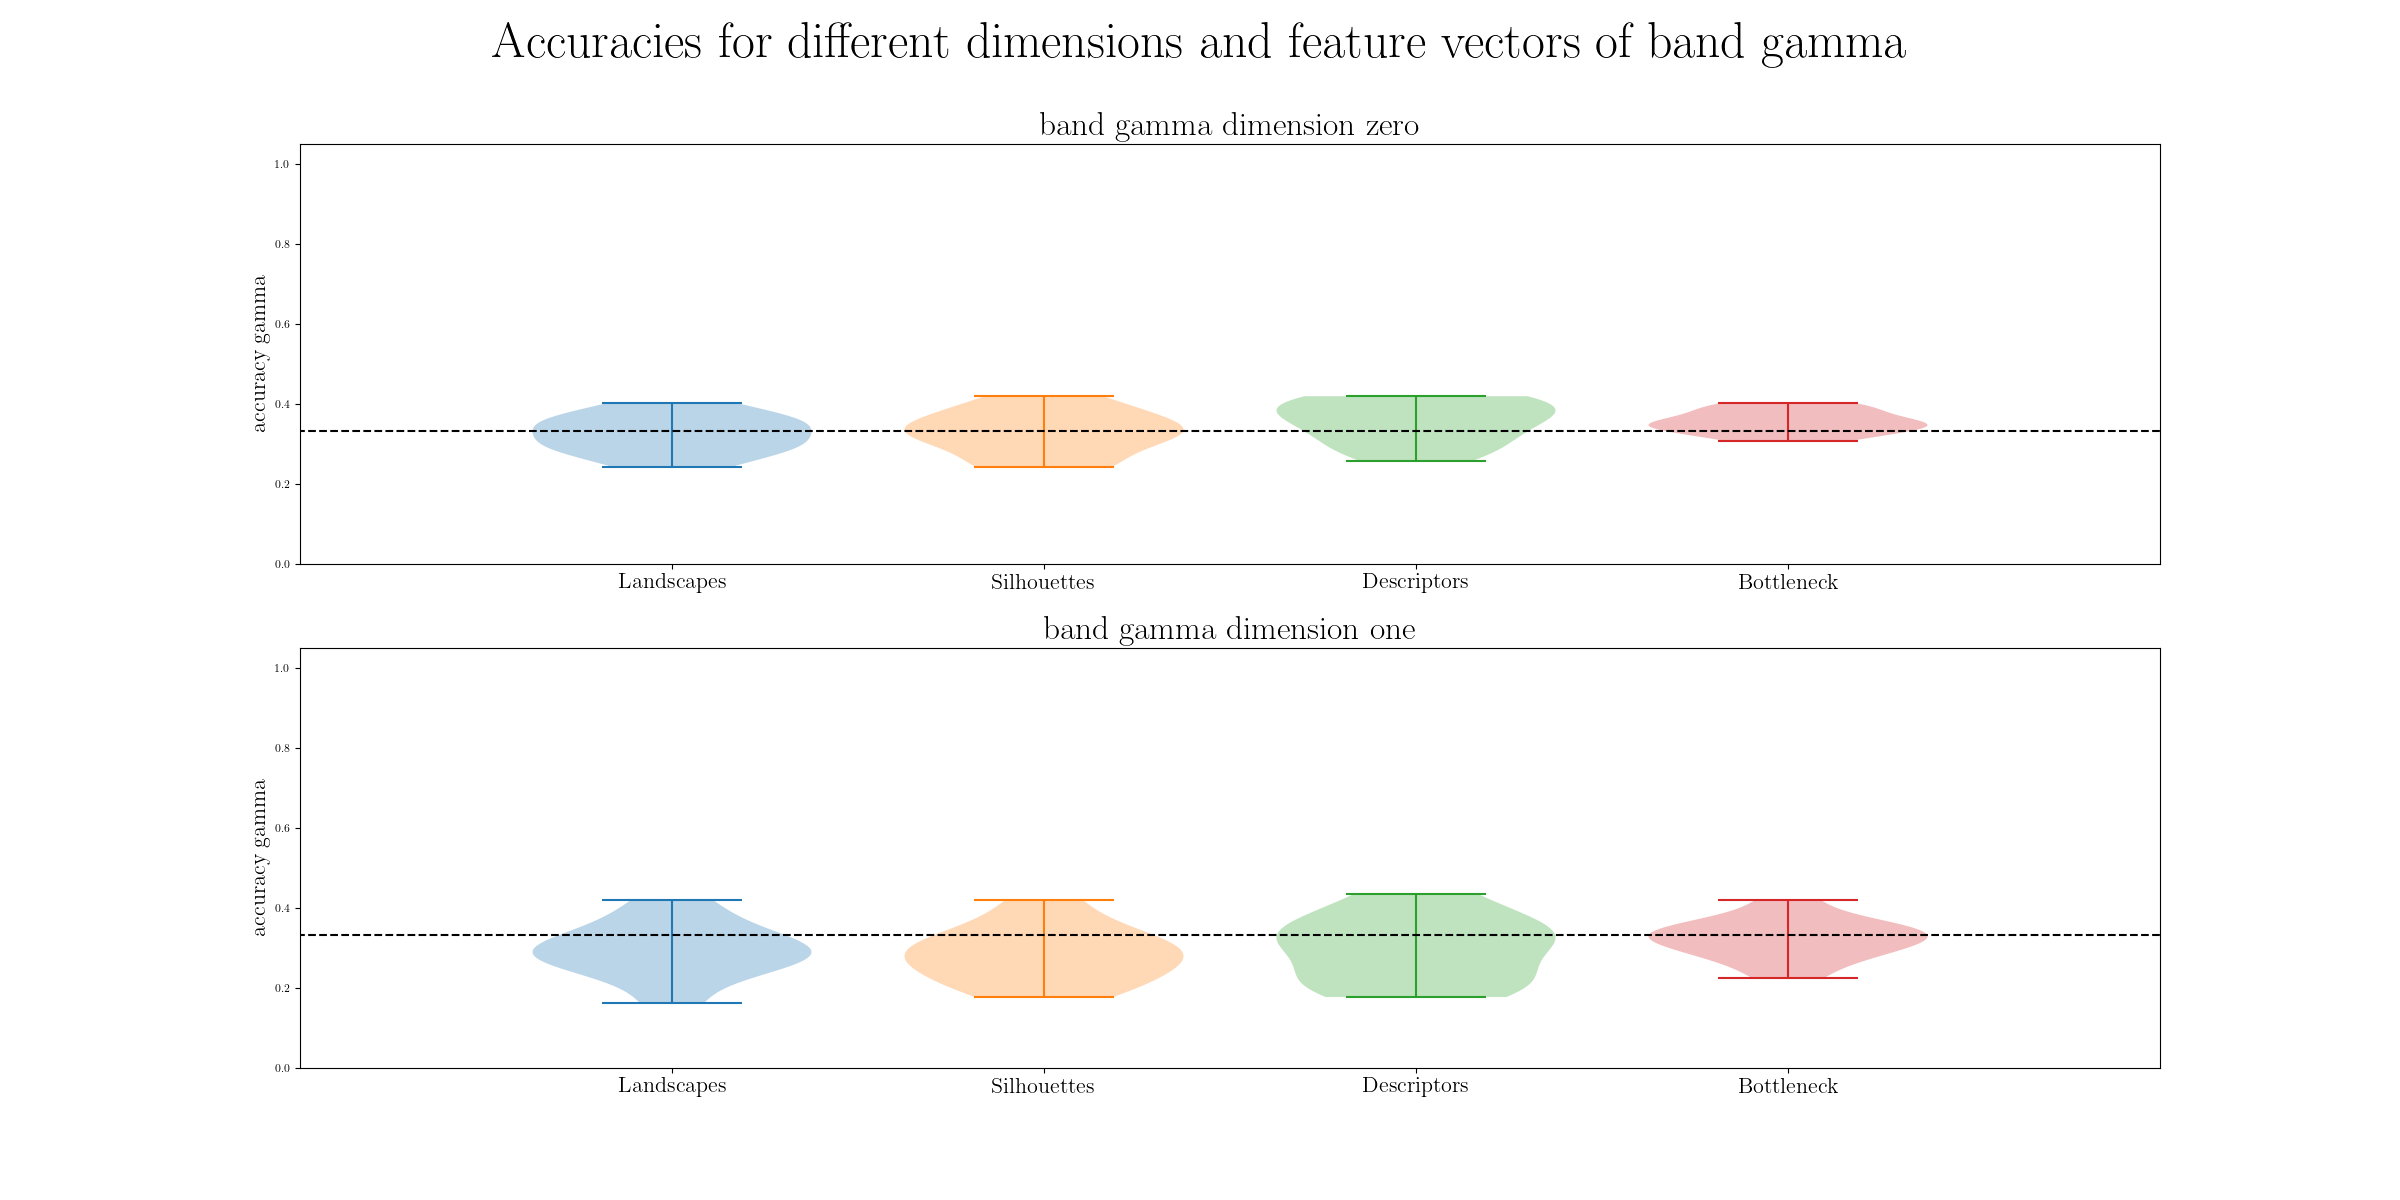 Accuracies for different dimensions and feature vectors of band gamma
band gamma dimension zero
accuracy gamma
1.0
0.8
0.6
0.4
0.2
0.0
Landscapes Silhouettes Descriptors Bottleneck
band gamma dimension one
accuracy gamma
1.0
0.8
0.6
0.4
0.2
0.0
Landscapes Silhouettes Descriptors Bottleneck